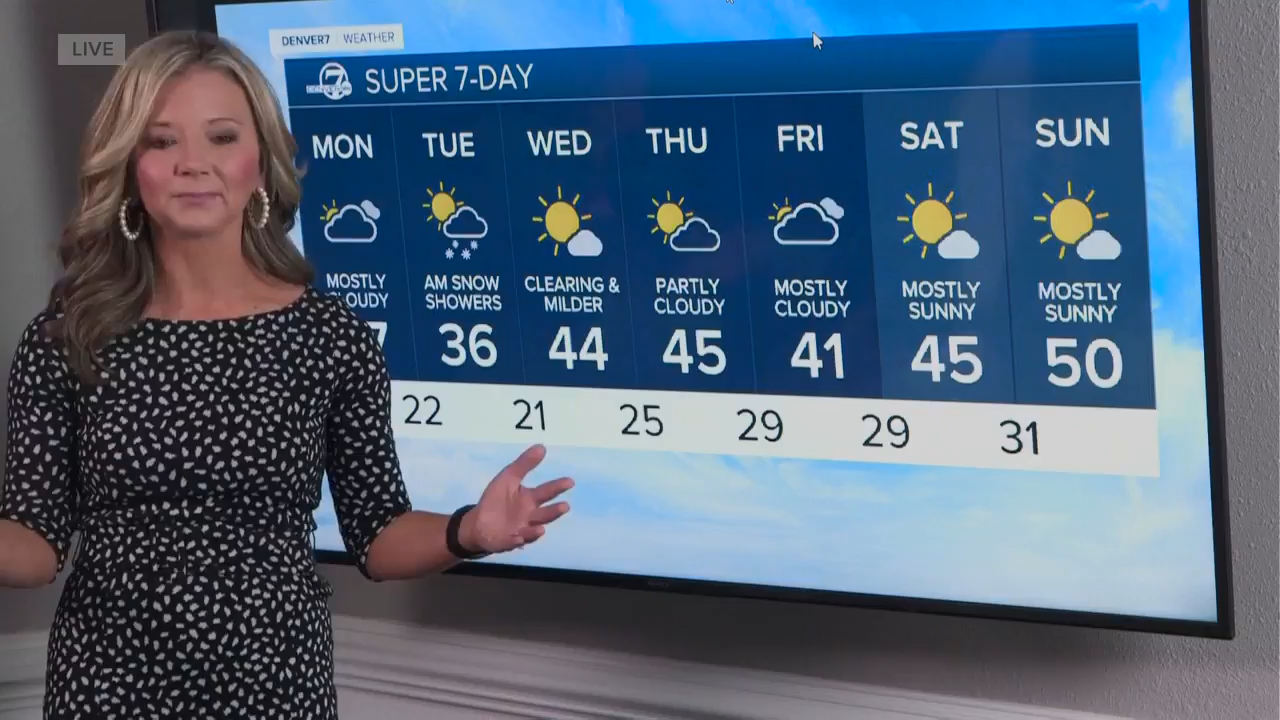 LIVE
DENVER7 | WEATHER
7 SUPER 7-DAY
MON TUE WED THU FRI SAT SUN
MOSTLY AM SNOW CLEARING & PARTLY MOSTLY MOSTLY MOSTLY
CLOUDY SHOWERS MILDER CLOUDY CLOUDY SUNNY SUNNY
7 36 44 45 41 45 50
22 21 25 29 29 31